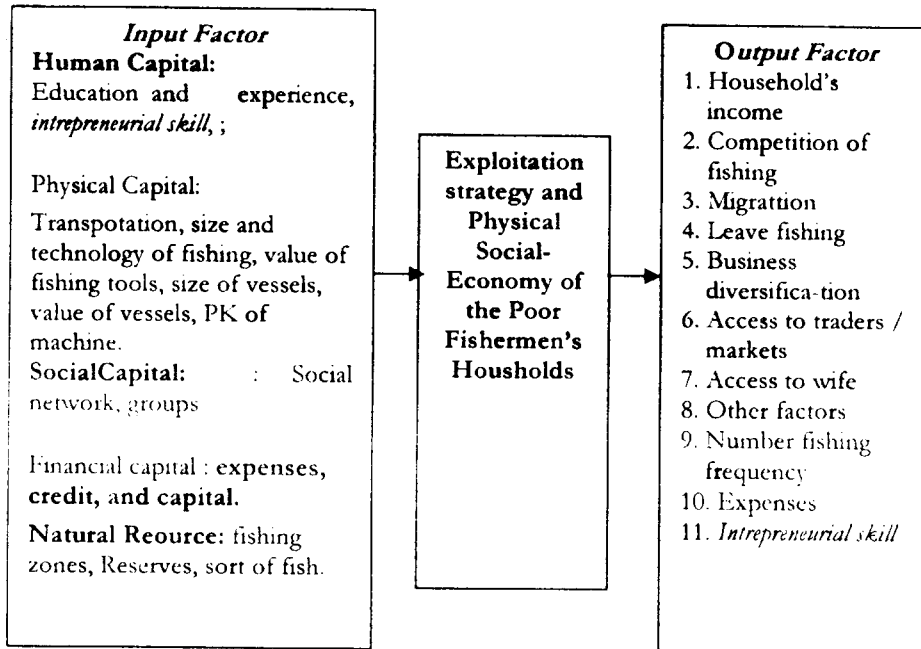 Input Factor
Human Capital:
Education and experience,
intrepreneurial skill, ;
Physical Capital:
Transpotation, size and
technology of fishing, value of
fishing tools, size of vessels,
value of vessels, PK of
machine.
SocialCapital: : Social
network, groups
Financial capital : expenses,
credit, and capital.
Natural Reource: fishing
zones, Reserves, sort of fish.
Exploitation
strategy and
Physical
Social-
Economy of
the Poor
Fishermen's
Housholds
Output Factor
1. Household's
income
2. Competition of
fishing
3. Migrattion
4. Leave fishing
5. Business
diversifica-tion
6. Access to traders /
markets
7. Access to wife
8. Other factors
9. Number fishing
frequency
10. Expenses
11. Intrepreneurial skill